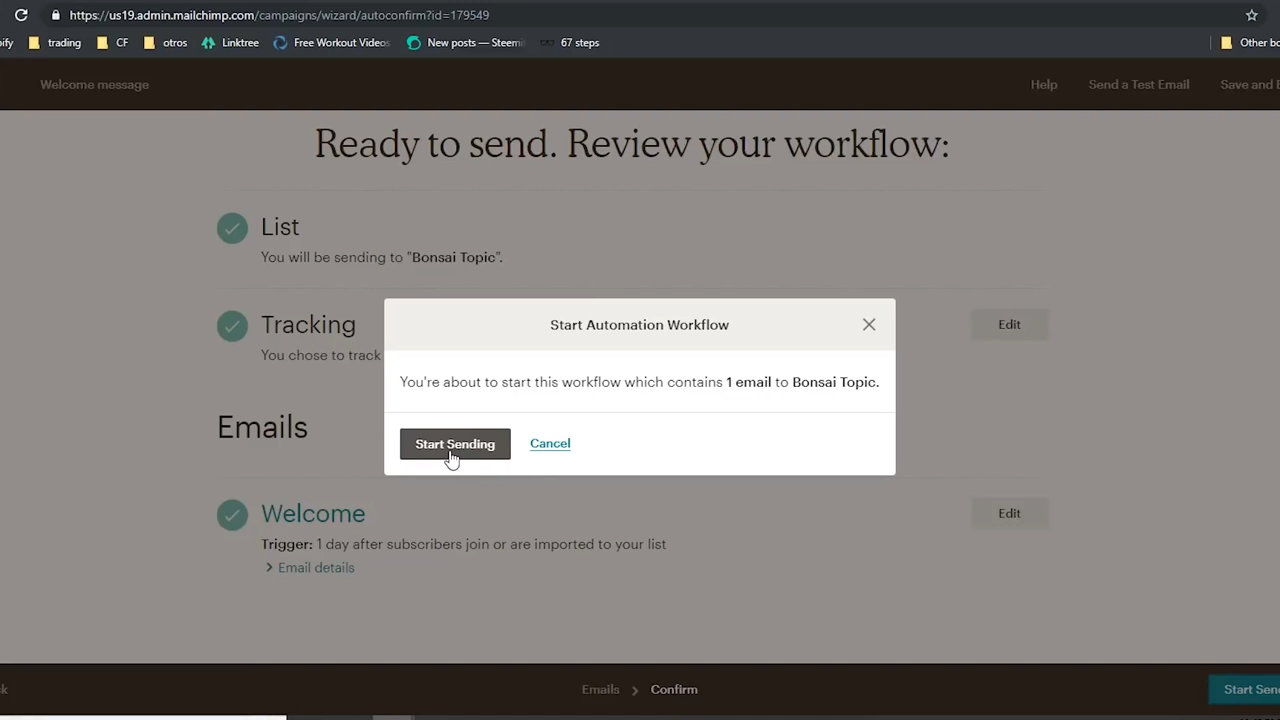 https://us19.admin.mailchimp.com/campaigns/wizard/autoconfirm?id=179549
trading CF otros Linktree Free Workout Videos New posts — Steemit 67 steps Other
Welcome message Help Send a Test Email Save and
Ready to send. Review your workflow:
List
You will be sending to "Bonsai Topic".
Tracking Edit
You chose to track
Start Automation Workflow
You're about to start this workflow which contains 1 email to Bonsai Topic.
Start Sending Cancel
Emails
Welcome Edit
Trigger: 1 day after subscribers join or are imported to your list
> Email details
Emails > Confirm Start